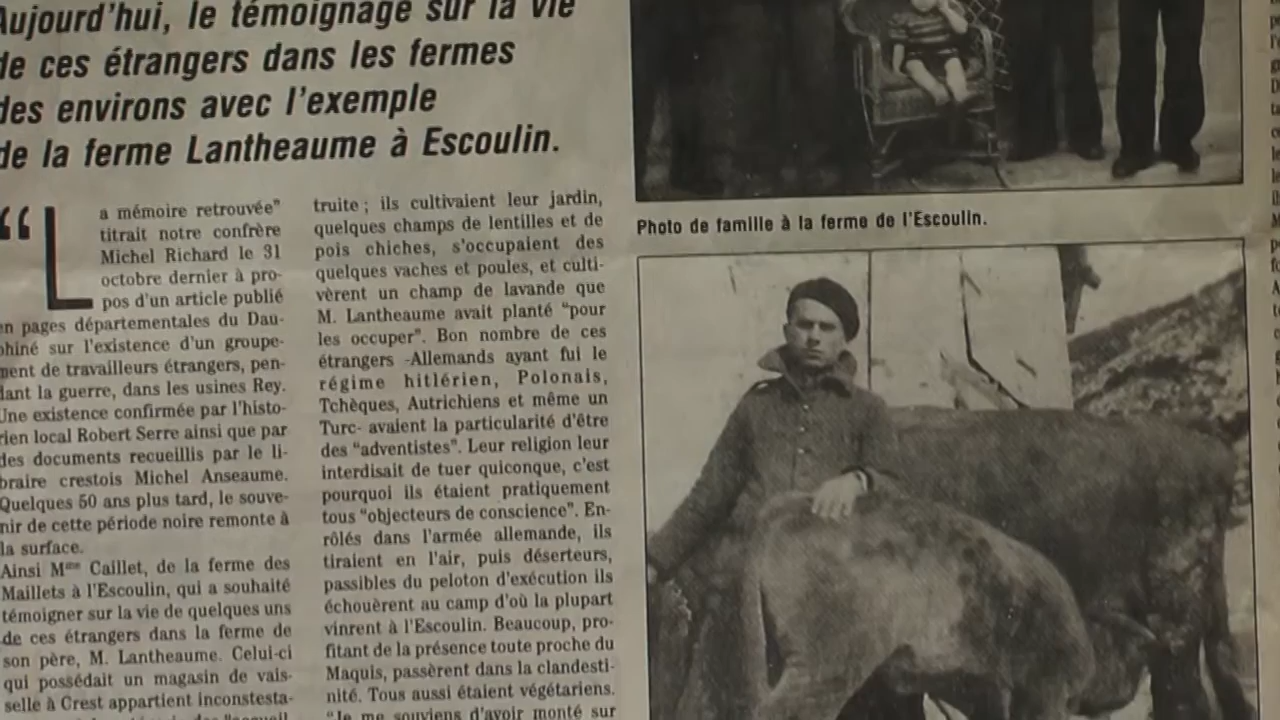 Aujourd'hui, le témoignage sur la vie
de ces étrangers dans les fermes
des environs avec l'exemple
de la ferme Lantheaume à Escoulin.
“La mémoire retrouvée"
titrait notre confrère
Michel Richard le 31
octobre dernier à pro-
pos d'un article publié
en pages départementales du Dau-
phiné sur l'existence d'un groupe-
ment de travailleurs étrangers, pen-
dant la guerre, dans les usines Rey.
Une existence confirmée par l'histo-
rien local Robert Serre ainsi que par
des documents recueillis par le li-
braire crestois Michel Anseaume.
Quelques 50 ans plus tard, le souve-
nir de cette période noire remonte à
la surface.
Ainsi Mme Caillet, de la ferme des
Maillets à l'Escoulin, qui a souhaité
témoigner sur la vie de quelques uns
de ces étrangers dans la ferme de
son père, M. Lantheaume. Celui-ci
qui possédait un magasin de vais-
selle à Crest appartient inconstesta-
truite ; ils cultivaient leur jardin,
quelques champs de lentilles et de
pois chiches, s'occupaient des
quelques vaches et poules, et culti-
vèrent un champ de lavande que
M. Lantheaume avait planté "pour
les occuper". Bon nombre de ces
étrangers -Allemands ayant fui le
régime hitlérien, Polonais,
Tchèques, Autrichiens et même un
Turc- avaient la particularité d'être
des "adventistes". Leur religion leur
interdisait de tuer quiconque, c'est
pourquoi ils étaient pratiquement
tous "objecteurs de conscience". En-
rôlés dans l'armée allemande, ils
tiraient en l'air, puis déserteurs,
passibles du peloton d'exécution ils
échouèrent au camp d'où la plupart
vinrent à l'Escoulin. Beaucoup, pro-
fitant de la présence toute proche du
Maquis, passèrent dans la clandesti-
nité. Tous aussi étaient végétariens.
"Je me souviens d'avoir monté sur
Photo de famille à la ferme de l'Escoulin.